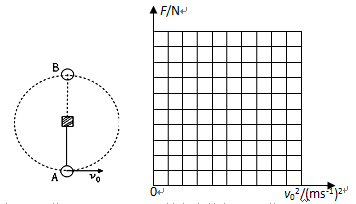 F/N↵
B
A
v₀
0↵
v₀²/(ms⁻¹)²↵